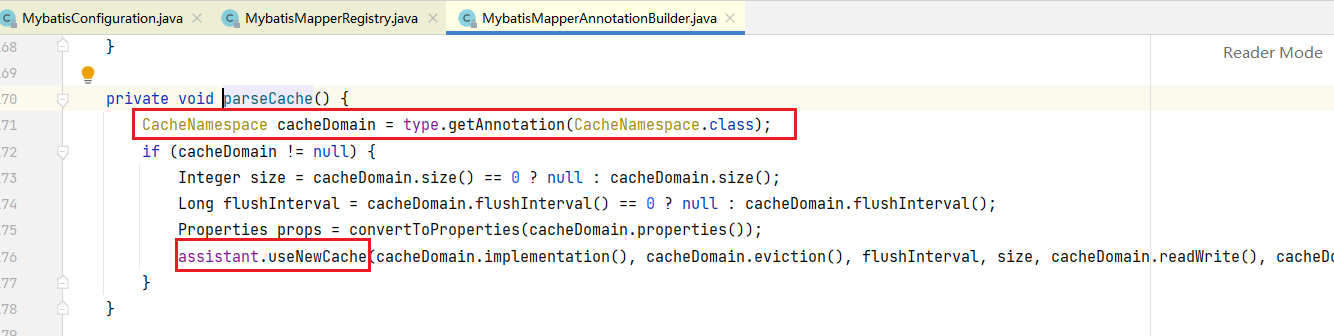 MybatisConfiguration.java MybatisMapperRegistry.java MybatisMapperAnnotationBuilder.java
68 }
Reader Mode
69
70 private void parseCache() {
71 CacheNamespace cacheDomain = type.getAnnotation(CacheNamespace.class);
72 if (cacheDomain != null) {
73 Integer size = cacheDomain.size() == 0 ? null : cacheDomain.size();
74 Long flushInterval = cacheDomain.flushInterval() == 0 ? null : cacheDomain.flushInterval();
75 Properties props = convertToProperties(cacheDomain.properties());
76 assistant.useNewCache(cacheDomain.implementation(), cacheDomain.eviction(), flushInterval, size, cacheDomain.readWrite(), cacheDo
77 }
78 }